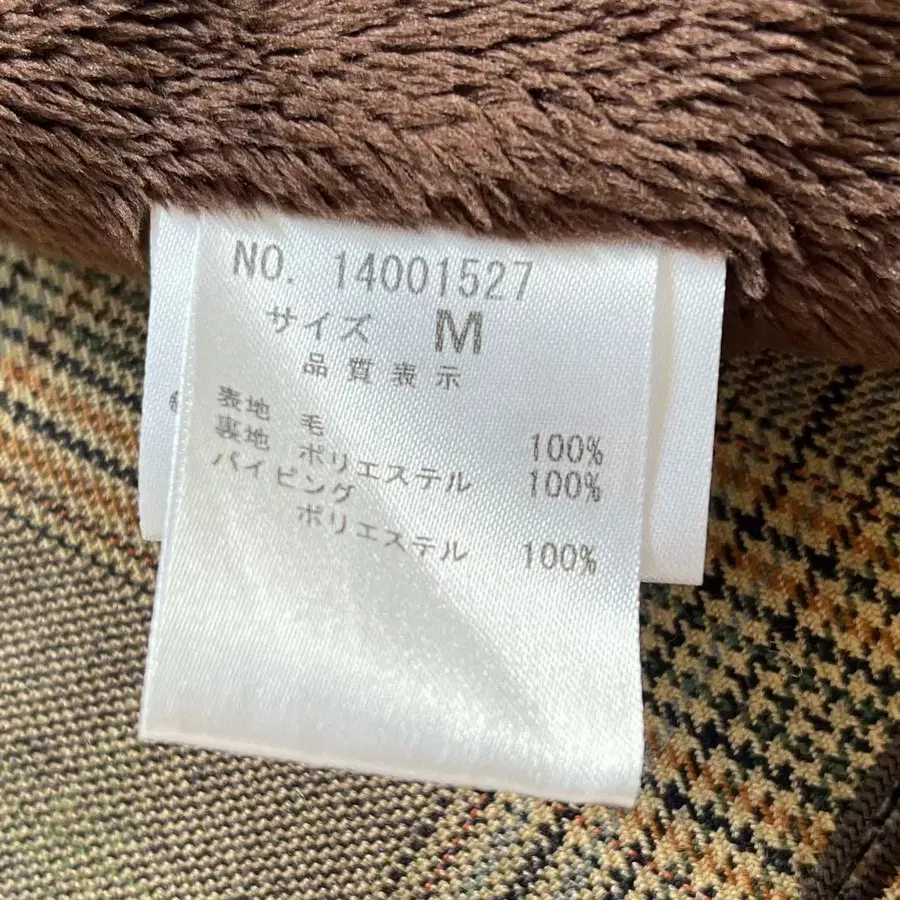 NO. 14001527
サイズ M
品質表示
表地 毛 100%
裏地 ポリエステル 100%
パイピング
ポリエステル 100%